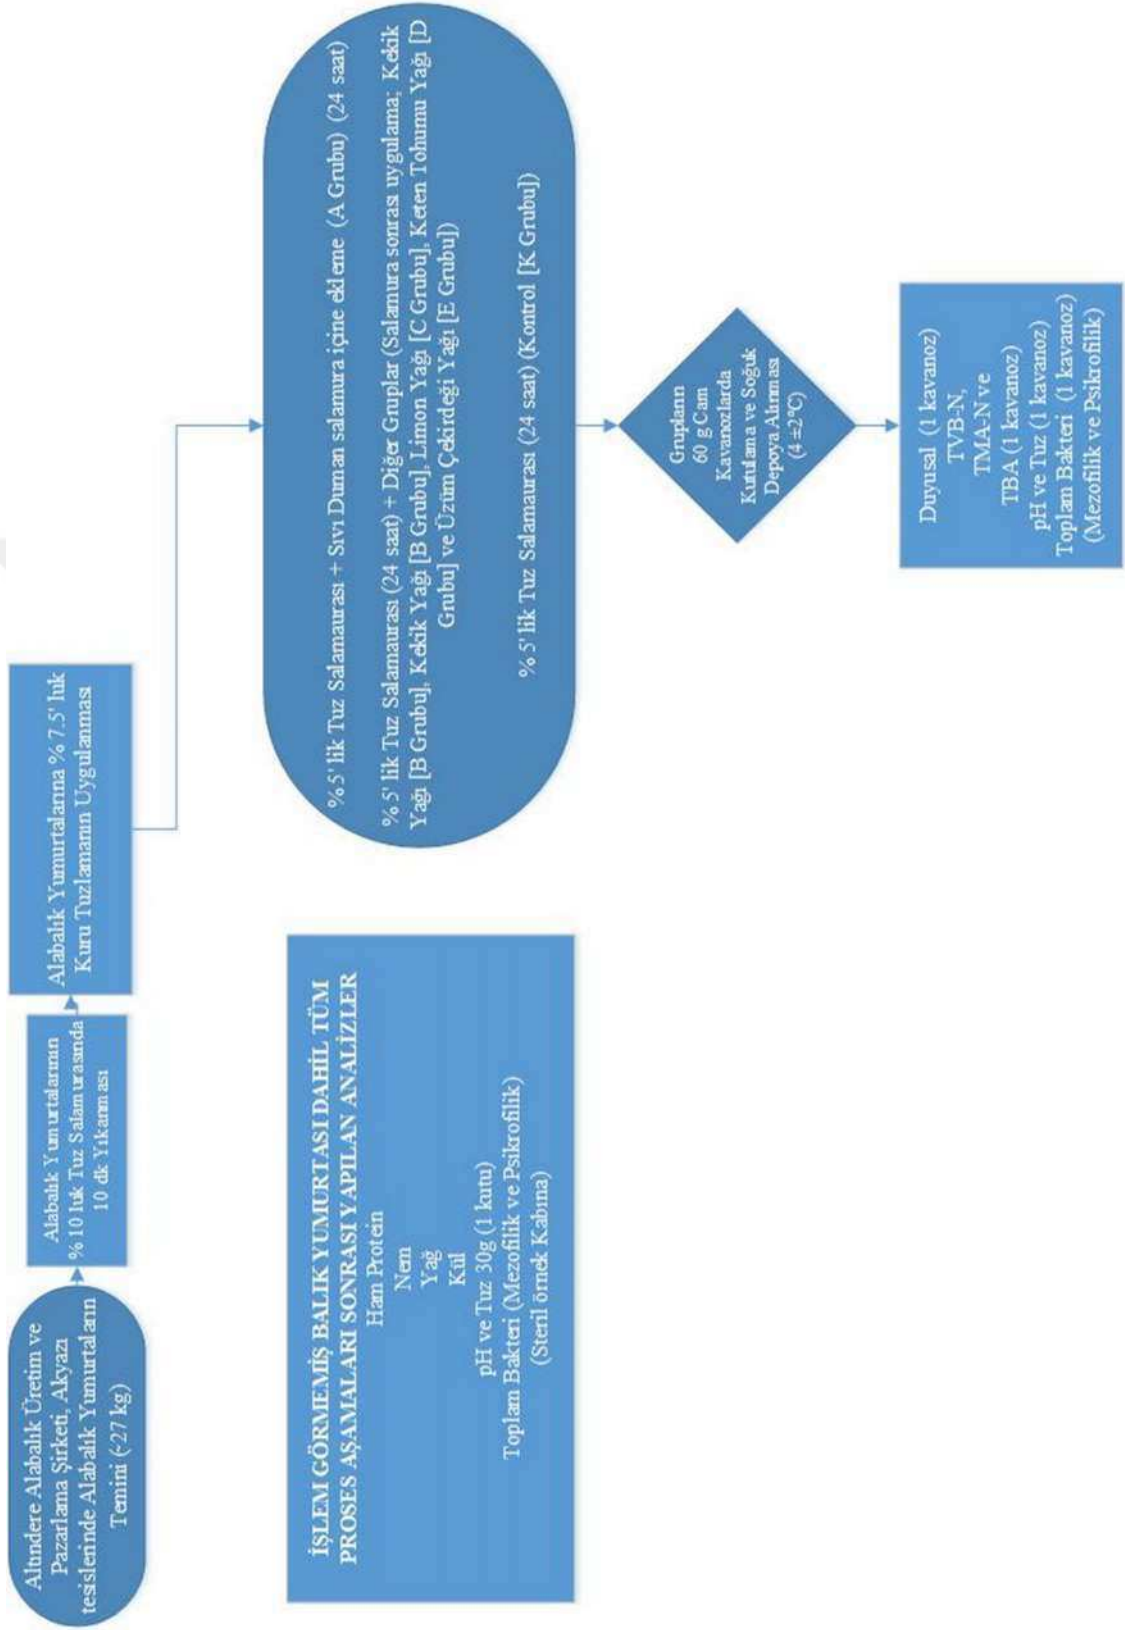 Altındere Alabalık Üretim ve
Pazarlama Şirketi, Akyazı
tesislerinde Alabalık Yumurtaların
Temini (~27 kg)
Alabalık Yumurtalarının
% 10 luk Tuz Salamurasında
10 dk Yıkanması
Alabalık Yumurtalarına % 7.5' luk
Kuru Tuzlamanın Uygulanması
% 5' lik Tuz Salamaurası + Sıvı Duman salamura içine ekleme (A Grubu) (24 saat)
% 5' lik Tuz Salamaurası (24 saat) + Diğer Gruplar (Salamura sonrası uygulama; Kekik
Yağı [B Grubu], Kekik Yağı [B Grubu], Limon Yağı [C Grubu], Keten Tohumu Yağı [D
Grubu] ve Üzüm Çekirdeği Yağı [E Grubu])
% 5' lik Tuz Salamaurası (24 saat) (Kontrol [K Grubu])
Grupların
60 g Cam
Kavanozlarda
Kutulama ve Soğuk
Depoya Alınması
(4 ±2°C)
Duyusal (1 kavanoz)
TVB-N,
TMA-N ve
TBA (1 kavanoz)
pH ve Tuz (1 kavanoz)
Toplam Bakteri (1 kavanoz)
(Mezofilik ve Psikrofilik)
İŞLEM GÖRMEMİŞ BALIK YUMURTASI DAHİL TÜM
PROSES AŞAMALARI SONRASI YAPILAN ANALİZLER
Ham Protein
Nem
Yağ
Kül
pH ve Tuz 30g (1 kutu)
Toplam Bakteri (Mezofilik ve Psikrofilik)
(Steril örnek Kabına)